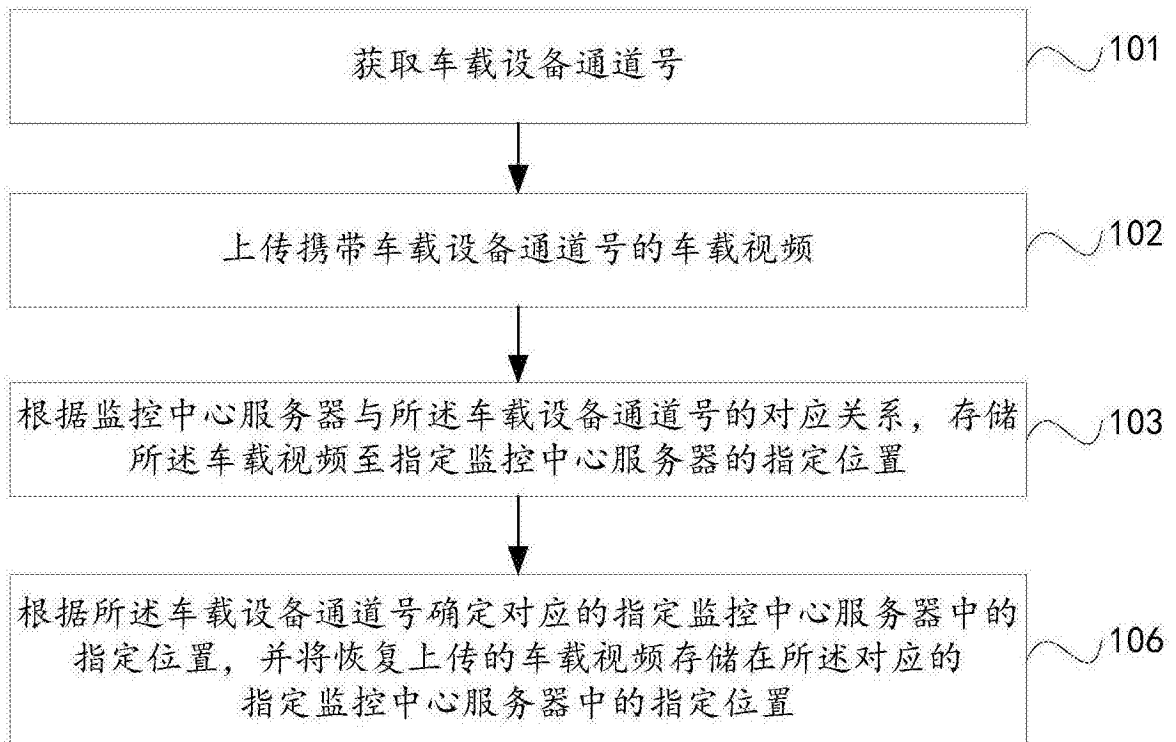 获取车载设备通道号
101
上传携带车载设备通道号的车载视频
102
根据监控中心服务器与所述车载设备通道号的对应关系，存储
所述车载视频至指定监控中心服务器的指定位置
103
根据所述车载设备通道号确定对应的指定监控中心服务器中的
指定位置，并将恢复上传的车载视频存储在所述对应的
指定监控中心服务器中的指定位置
106